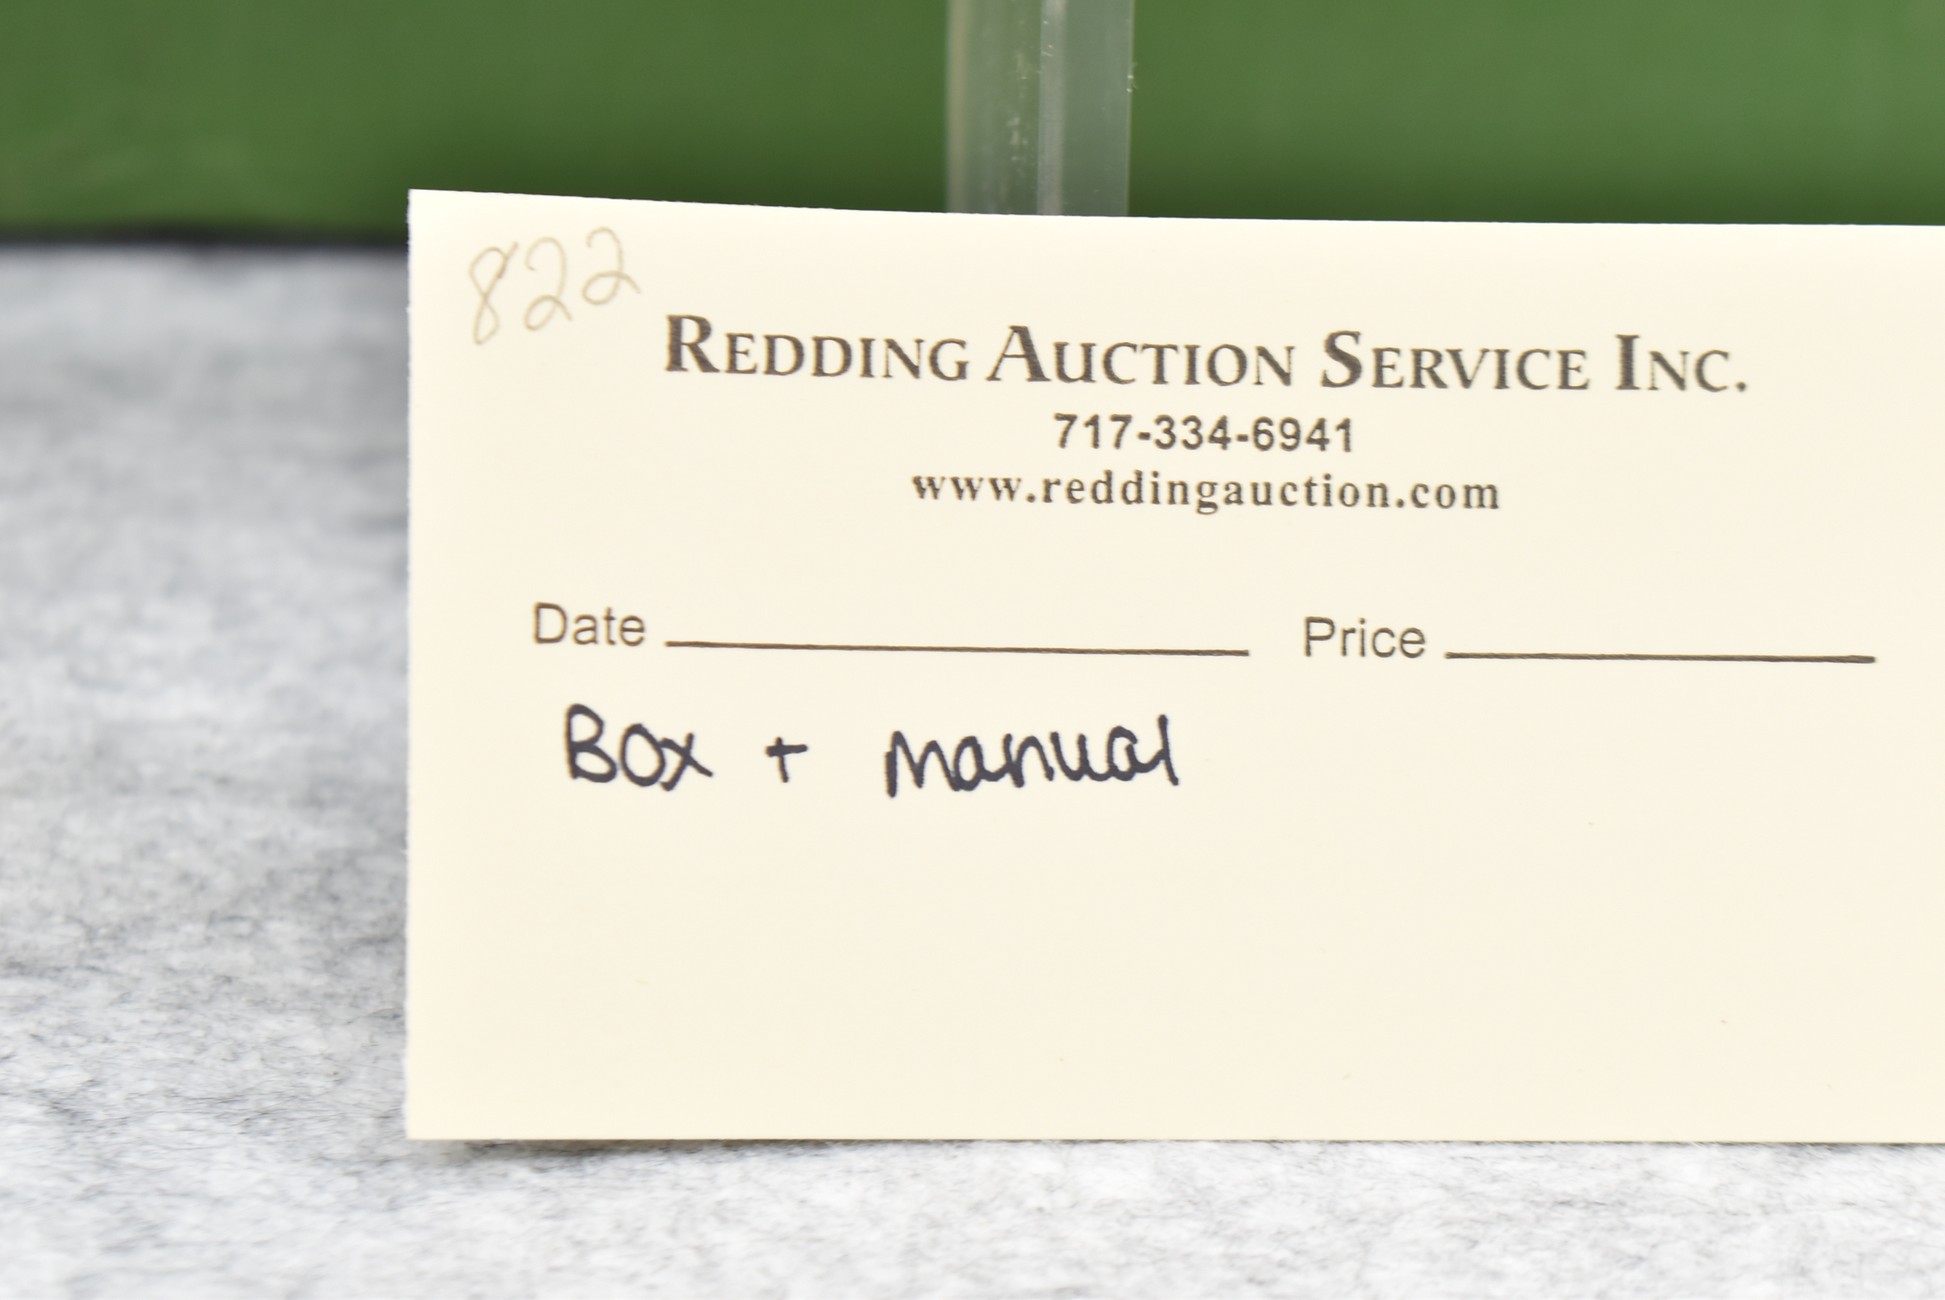 822
REDDING AUCTION SERVICE INC.
717-334-6941
www.reddingauction.com
Date Price
Box + manual